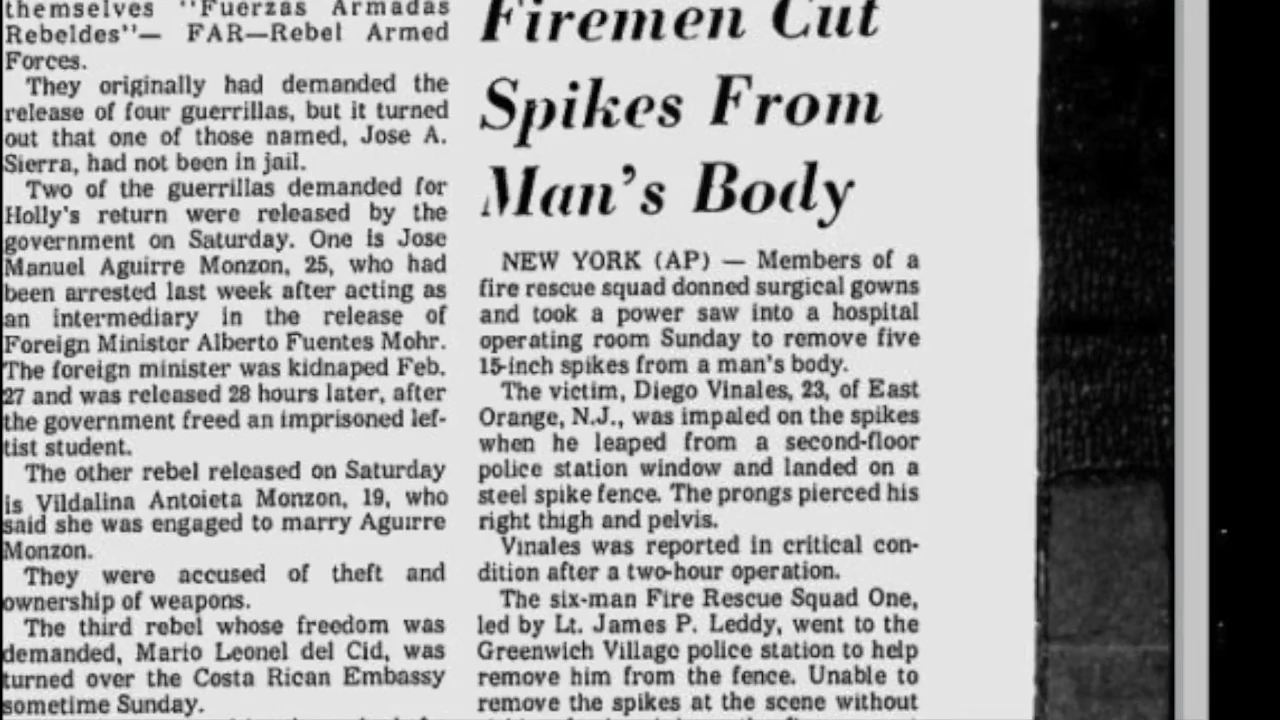 themselves "Fuerzas Armadas
Rebeldes"— FAR—Rebel Armed
Forces.
They originally had demanded the
release of four guerrillas, but it turned
out that one of those named, Jose A.
Sierra, had not been in jail.
Two of the guerrillas demanded for
Holly's return were released by the
government on Saturday. One is Jose
Manuel Aguirre Monzon, 25, who had
been arrested last week after acting as
an intermediary in the release of
Foreign Minister Alberto Fuentes Mohr.
The foreign minister was kidnaped Feb.
27 and was released 28 hours later, after
the government freed an imprisoned lef-
tist student.
The other rebel released on Saturday
is Vildalina Antoieta Monzon, 19, who
said she was engaged to marry Aguirre
Monzon.
They were accused of theft and
ownership of weapons.
The third rebel whose freedom was
demanded, Mario Leonel del Cid, was
turned over the Costa Rican Embassy
sometime Sunday.
Firemen Cut
Spikes From
Man's Body
NEW YORK (AP) — Members of a
fire rescue squad donned surgical gowns
and took a power saw into a hospital
operating room Sunday to remove five
15-inch spikes from a man's body.
The victim, Diego Vinales, 23, of East
Orange, N.J., was impaled on the spikes
when he leaped from a second-floor
police station window and landed on a
steel spike fence. The prongs pierced his
right thigh and pelvis.
Vinales was reported in critical con-
dition after a two-hour operation.
The six-man Fire Rescue Squad One,
led by Lt. James P. Leddy, went to the
Greenwich Village police station to help
remove him from the fence. Unable to
remove the spikes at the scene without